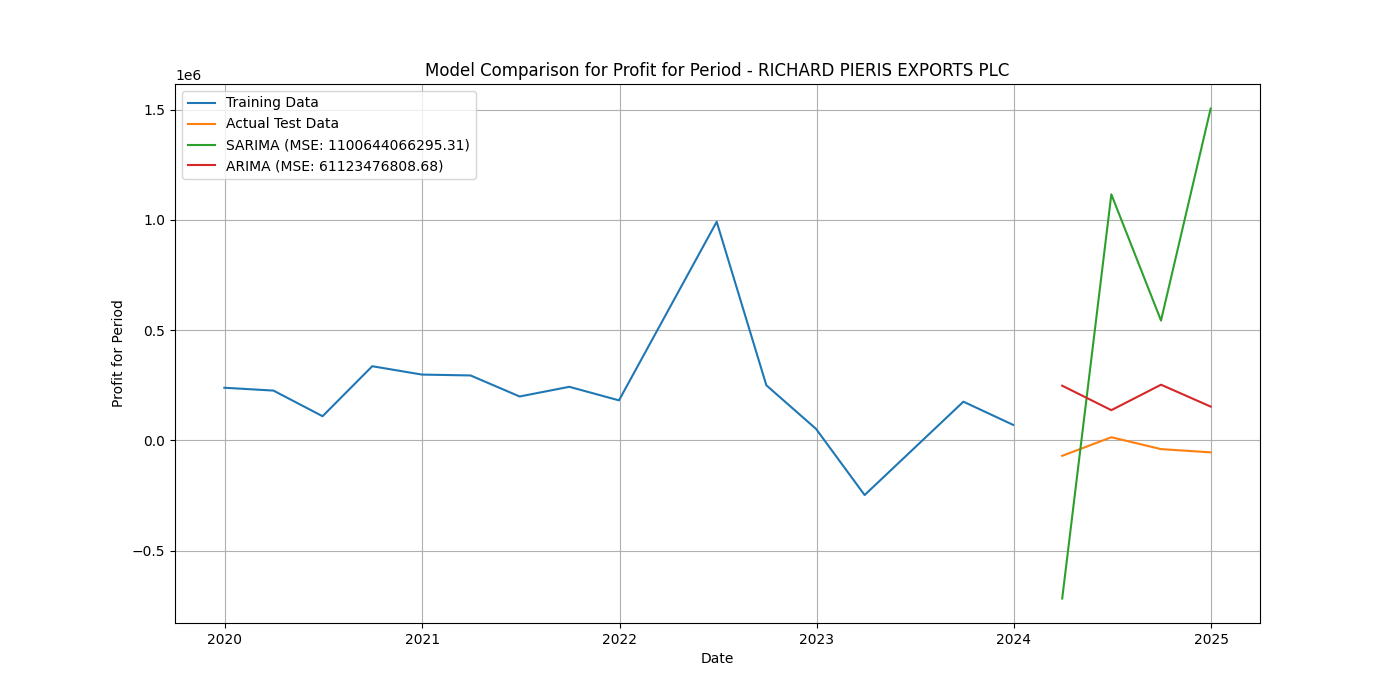 Model Comparison for Profit for Period - RICHARD PIERIS EXPORTS PLC
1e6
Training Data
Actual Test Data
SARIMA (MSE: 1100644066295.31)
ARIMA (MSE: 61123476808.68)
1.5
1.0
0.5
0.0
−0.5
Profit for Period
2020 2021 2022 2023 2024 2025
Date